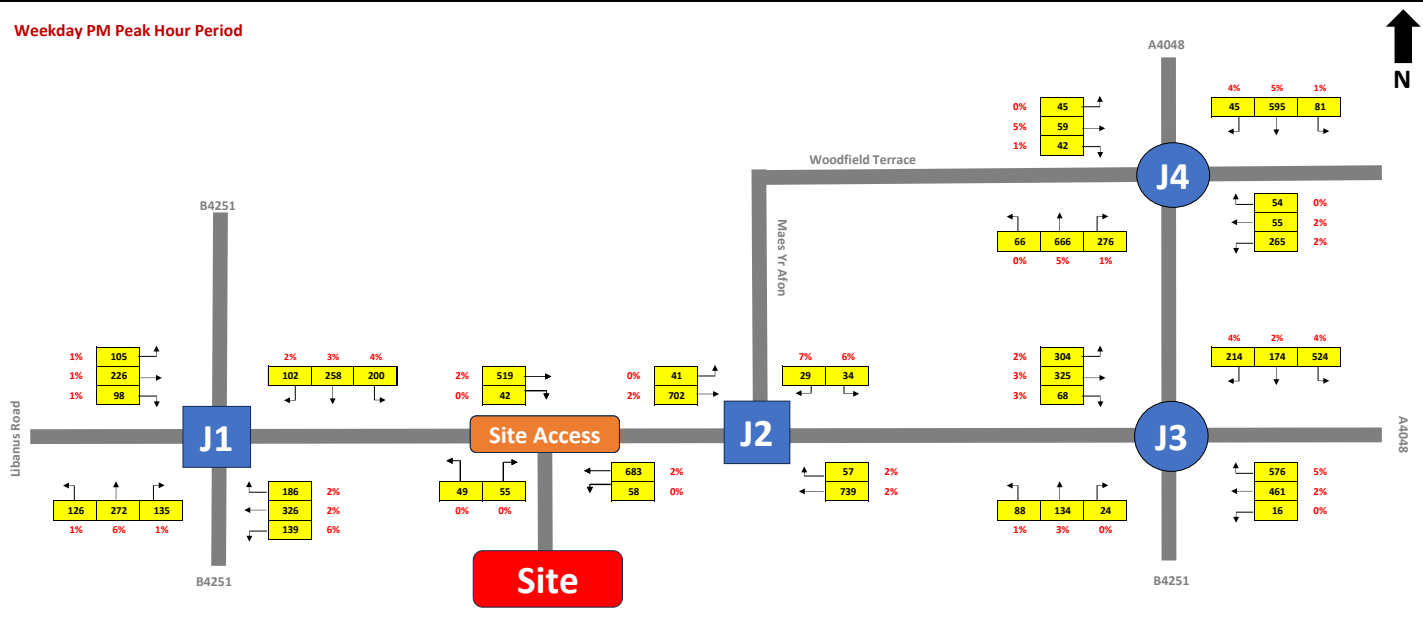 Weekday PM Peak Hour Period
N
A4048
4% 5% 1%
45 595 81
0% 45
5% 59
1% 42
Woodfield Terrace
J4
54 0%
55 2%
265 2%
66 666 276
0% 5% 1%
Maes Yr Afon
B4251
1% 105
1% 226
1% 98
2% 3% 4%
102 258 200
2% 519
0% 42
0% 41
2% 702
7% 6%
29 34
2% 304
3% 325
3% 68
4% 2% 4%
214 174 524
Libanus Road
J1
Site Access
J2
J3
A4048
126 272 135
1% 6% 1%
186 2%
326 2%
139 6%
49 55
0% 0%
683 2%
58 0%
57 2%
739 2%
88 134 24
1% 3% 0%
576 5%
461 2%
16 0%
B4251
Site
B4251